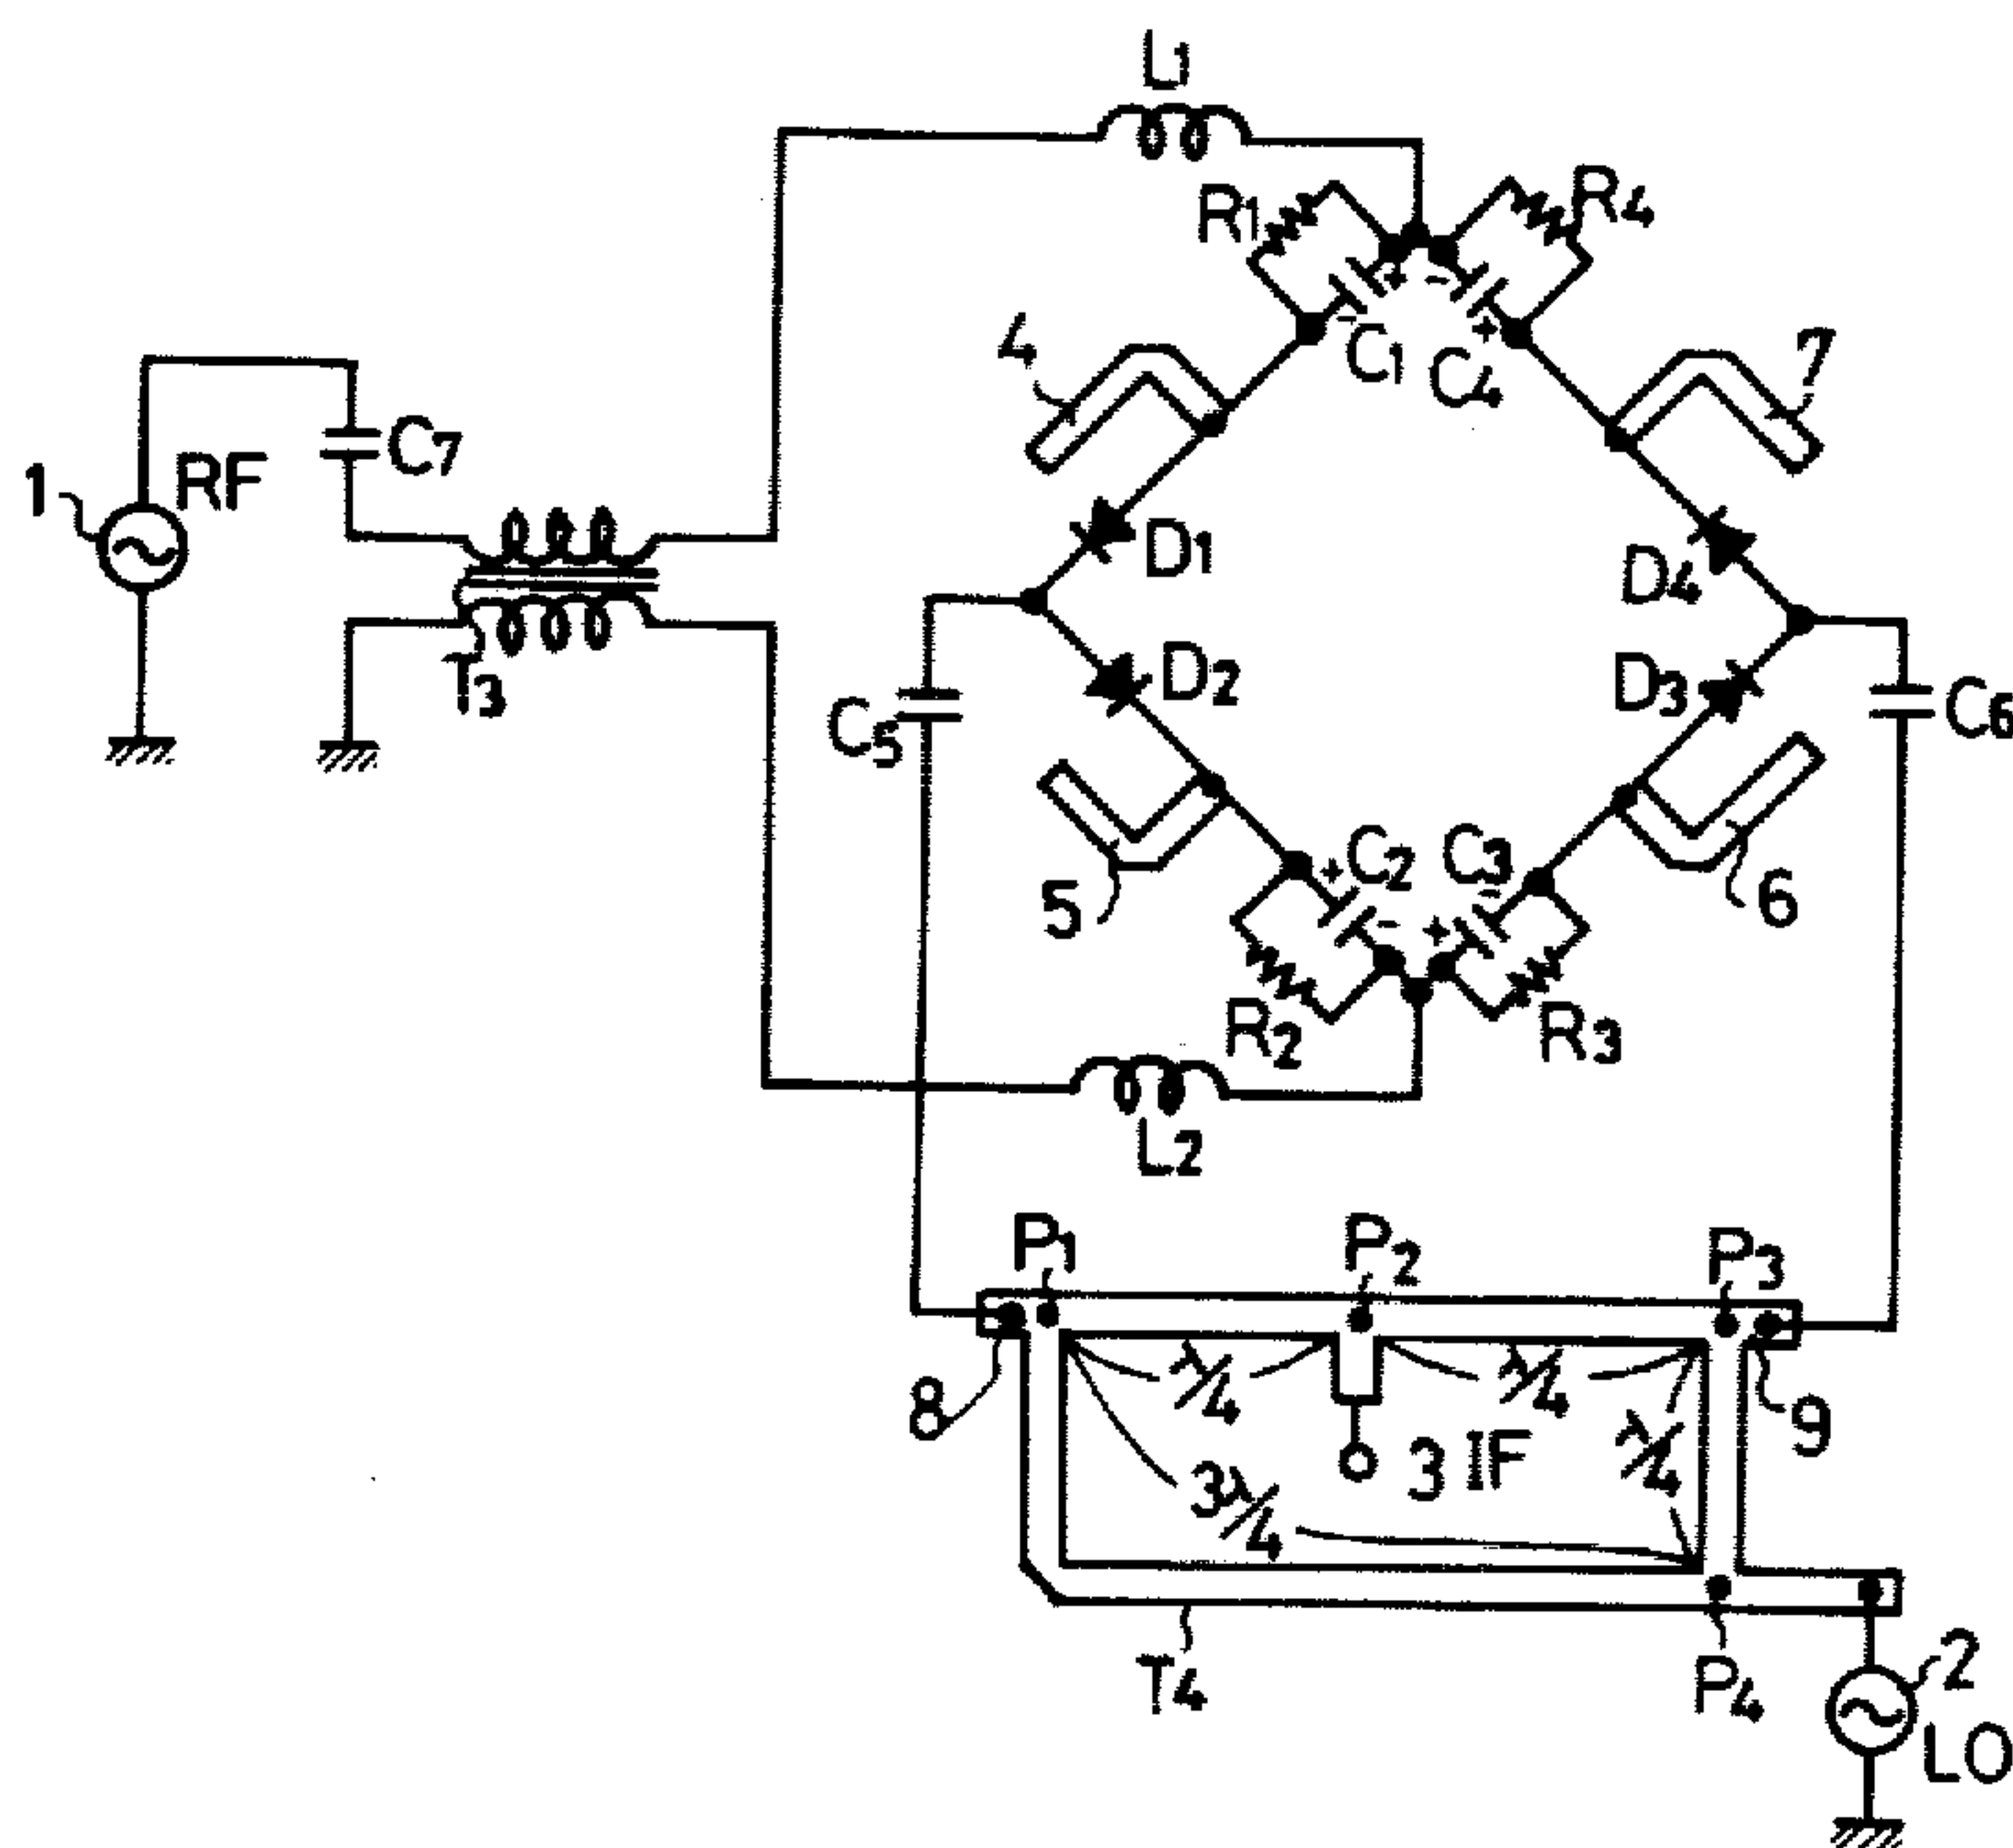 L1
R1
R4
4
+
-
-
+
C1
C4
7
1
RF
C7
D1
D4
T3
D2
D3
C5
C6
5
+
C2
C3
-
-
+
6
R2
R3
L2
P1
P2
P3
8
λ/4
λ/4
9
3λ/4
3 IF
λ/4
T4
P4
2
LO